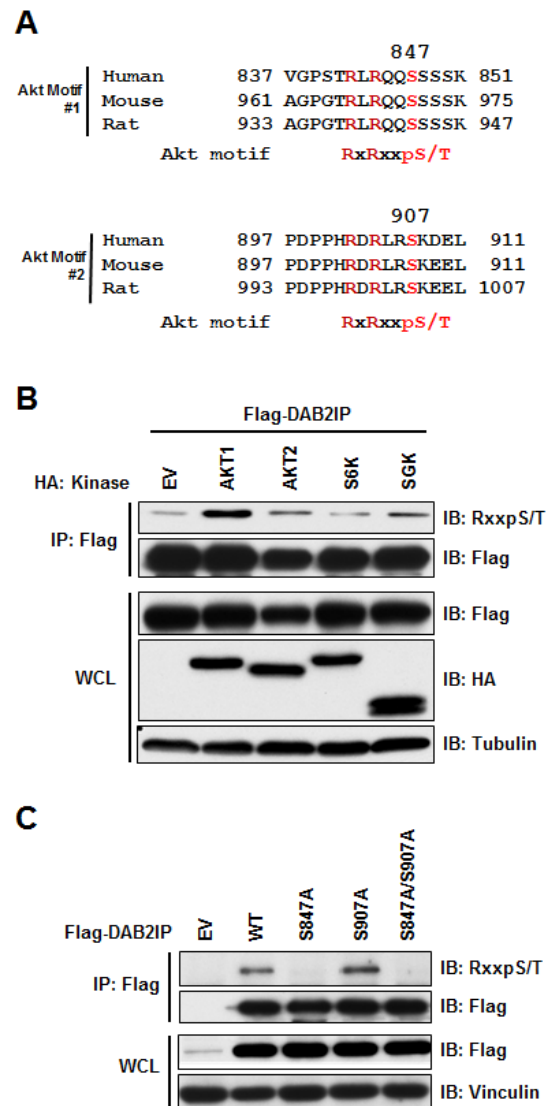 A
847
Akt Motif #1
Human 837 VGPSTRLRQQSSSSK 851
Mouse 961 AGPGTRLRQQSSSSK 975
Rat 933 AGPGTRLRQQSSSSK 947
Akt motif RxRxxpS/T
907
Akt Motif #2
Human 897 PDPPHRDRLRSKDEL 911
Mouse 897 PDPPHRDRLRSKEEL 911
Rat 993 PDPPHRDRLRSKEEL 1007
Akt motif RxRxxpS/T
B
Flag-DAB2IP
HA: Kinase EV AKT1 AKT2 S6K SGK
IP: Flag
IB: RxxpS/T
IB: Flag
WCL
IB: Flag
IB: HA
IB: Tubulin
C
Flag-DAB2IP EV WT S847A S907A S847A/S907A
IP: Flag
IB: RxxpS/T
IB: Flag
WCL
IB: Flag
IB: Vinculin